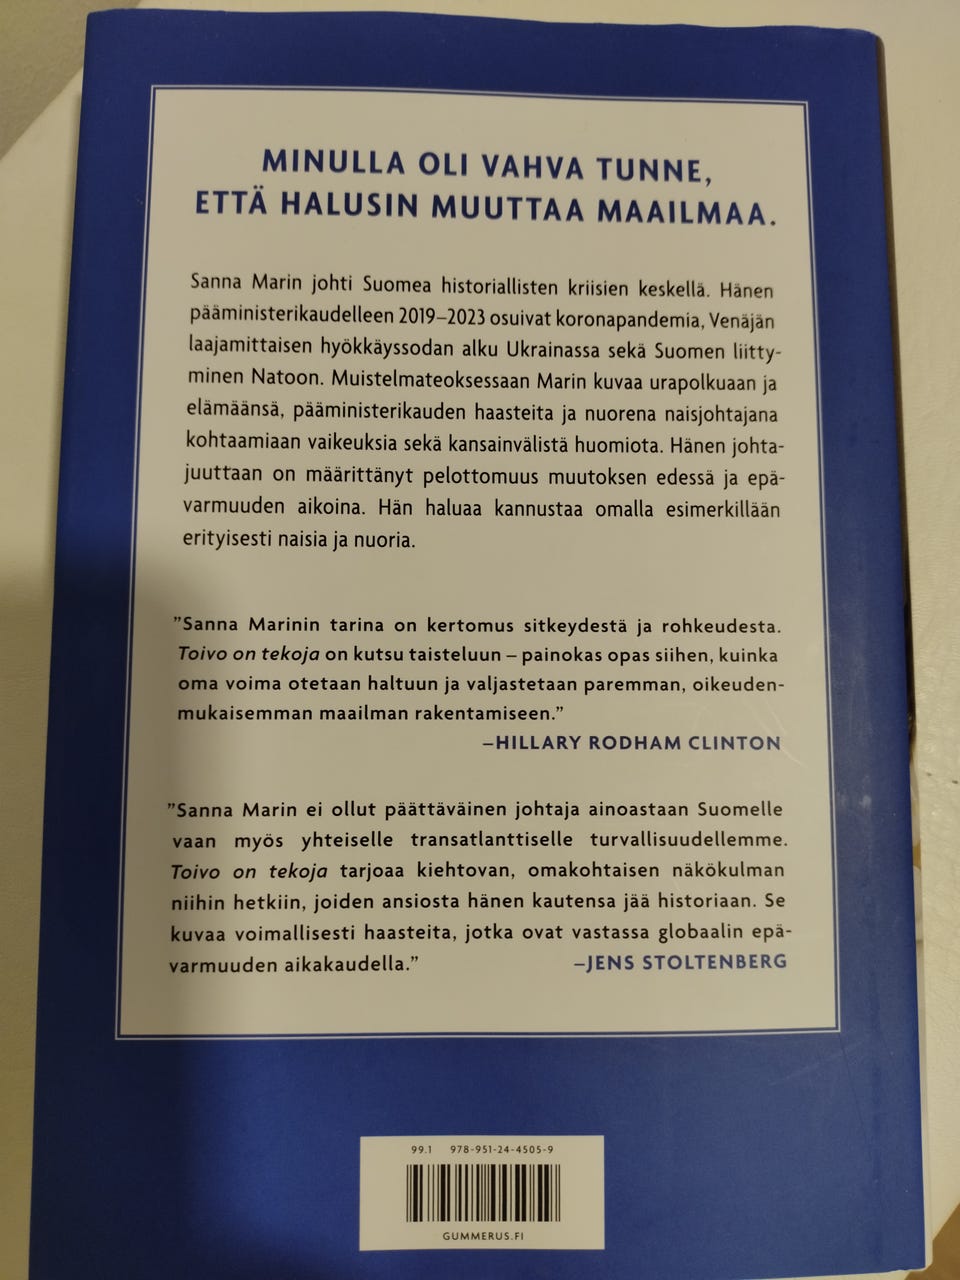 MINULLA OLI VAHVA TUNNE,
ETTÄ HALUSIN MUUTTAA MAAILMAA.
Sanna Marin johti Suomea historiallisten kriisien keskellä. Hänen
pääministerikaudelleen 2019–2023 osuivat koronapandemia, Venäjän
laajamittaisen hyökkäyssodan alku Ukrainassa sekä Suomen liitty-
minen Natoon. Muistelmateoksessaan Marin kuvaa urapolkuaan ja
elämäänsä, pääministerikauden haasteita ja nuorena naisjohtajana
kohtaamiaan vaikeuksia sekä kansainvälistä huomiota. Hänen johta-
juuttaan on määrittänyt pelottomuus muutoksen edessä ja epä-
varmuuden aikoina. Hän haluaa kannustaa omalla esimerkillään
erityisesti naisia ja nuoria.
”Sanna Marinin tarina on kertomus sitkeydestä ja rohkeudesta.
Toivo on tekoja on kutsu taisteluun – painokas opas siihen, kuinka
oma voima otetaan haltuun ja valjastetaan paremman, oikeuden-
mukaisemman maailman rakentamiseen.”
–HILLARY RODHAM CLINTON
”Sanna Marin ei ollut päättäväinen johtaja ainoastaan Suomelle
vaan myös yhteiselle transatlanttiselle turvallisuudellemme.
Toivo on tekoja tarjoaa kiehtovan, omakohtaisen näkökulman
niihin hetkiin, joiden ansiosta hänen kautensa jää historiaan. Se
kuvaa voimallisesti haasteita, jotka ovat vastassa globaalin epä-
varmuuden aikakaudella.” –JENS STOLTENBERG
99.1 978-951-24-4505-9
GUMMERUS.FI